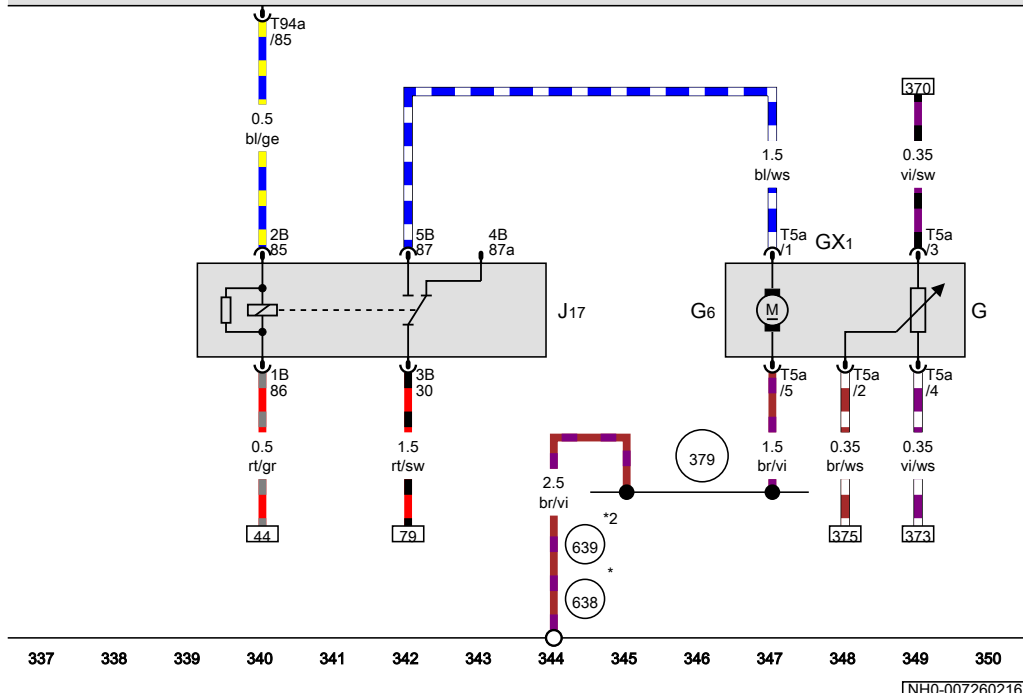 T94a
/85
0.5
bl/ge
370
1.5
bl/ws
0.35
vi/sw
2B
85
5B
87
4B
87a
T5a
/1
GX1
T5a
/3
J17
G6
M
G
1B
86
3B
30
T5a
/5
T5a
/2
T5a
/4
0.5
rt/gr
1.5
rt/sw
2.5
br/vi
379
1.5
br/vi
0.35
br/ws
0.35
vi/ws
*2
639
*
638
44
79
375
373
337 338 339 340 341 342 343 344 345 346 347 348 349 350
NH0-007260216